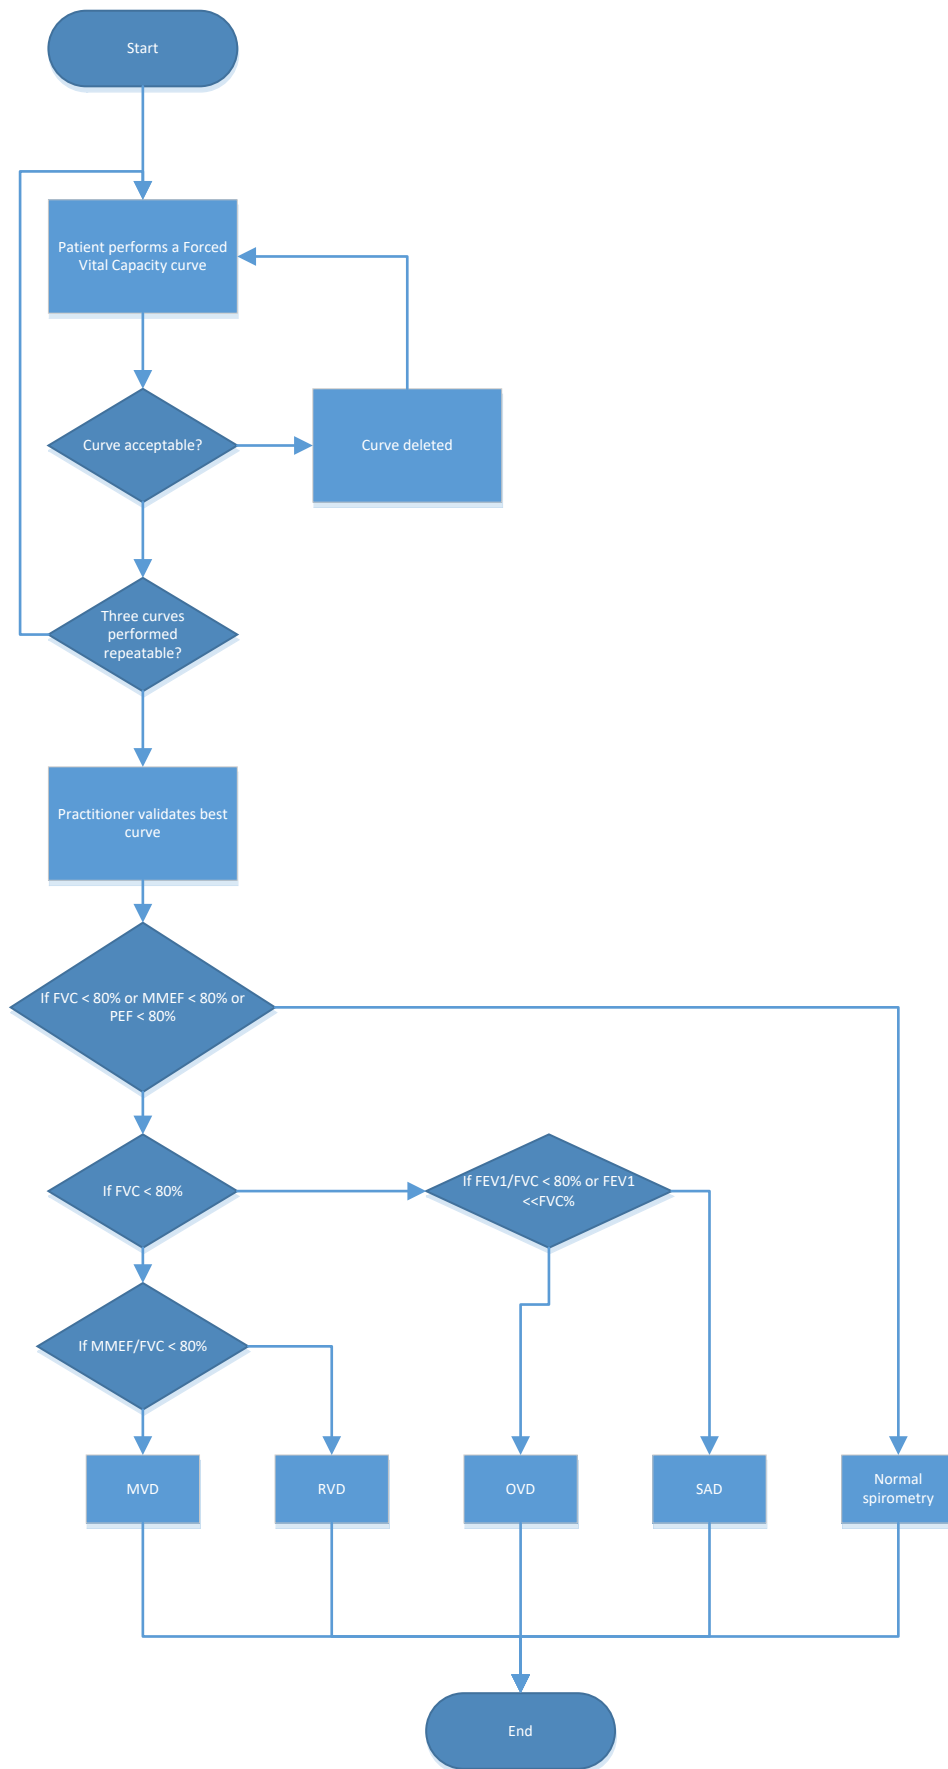 Start
Patient performs a Forced
Vital Capacity curve
Curve acceptable?
Curve deleted
Three curves
performed
repeatable?
Practitioner validates best
curve
If FVC < 80% or MMEF < 80% or
PEF < 80%
If FVC < 80%
If FEV1/FVC < 80% or FEV1
<<FVC%
If MMEF/FVC < 80%
MVD
RVD
OVD
SAD
Normal
spirometry
End